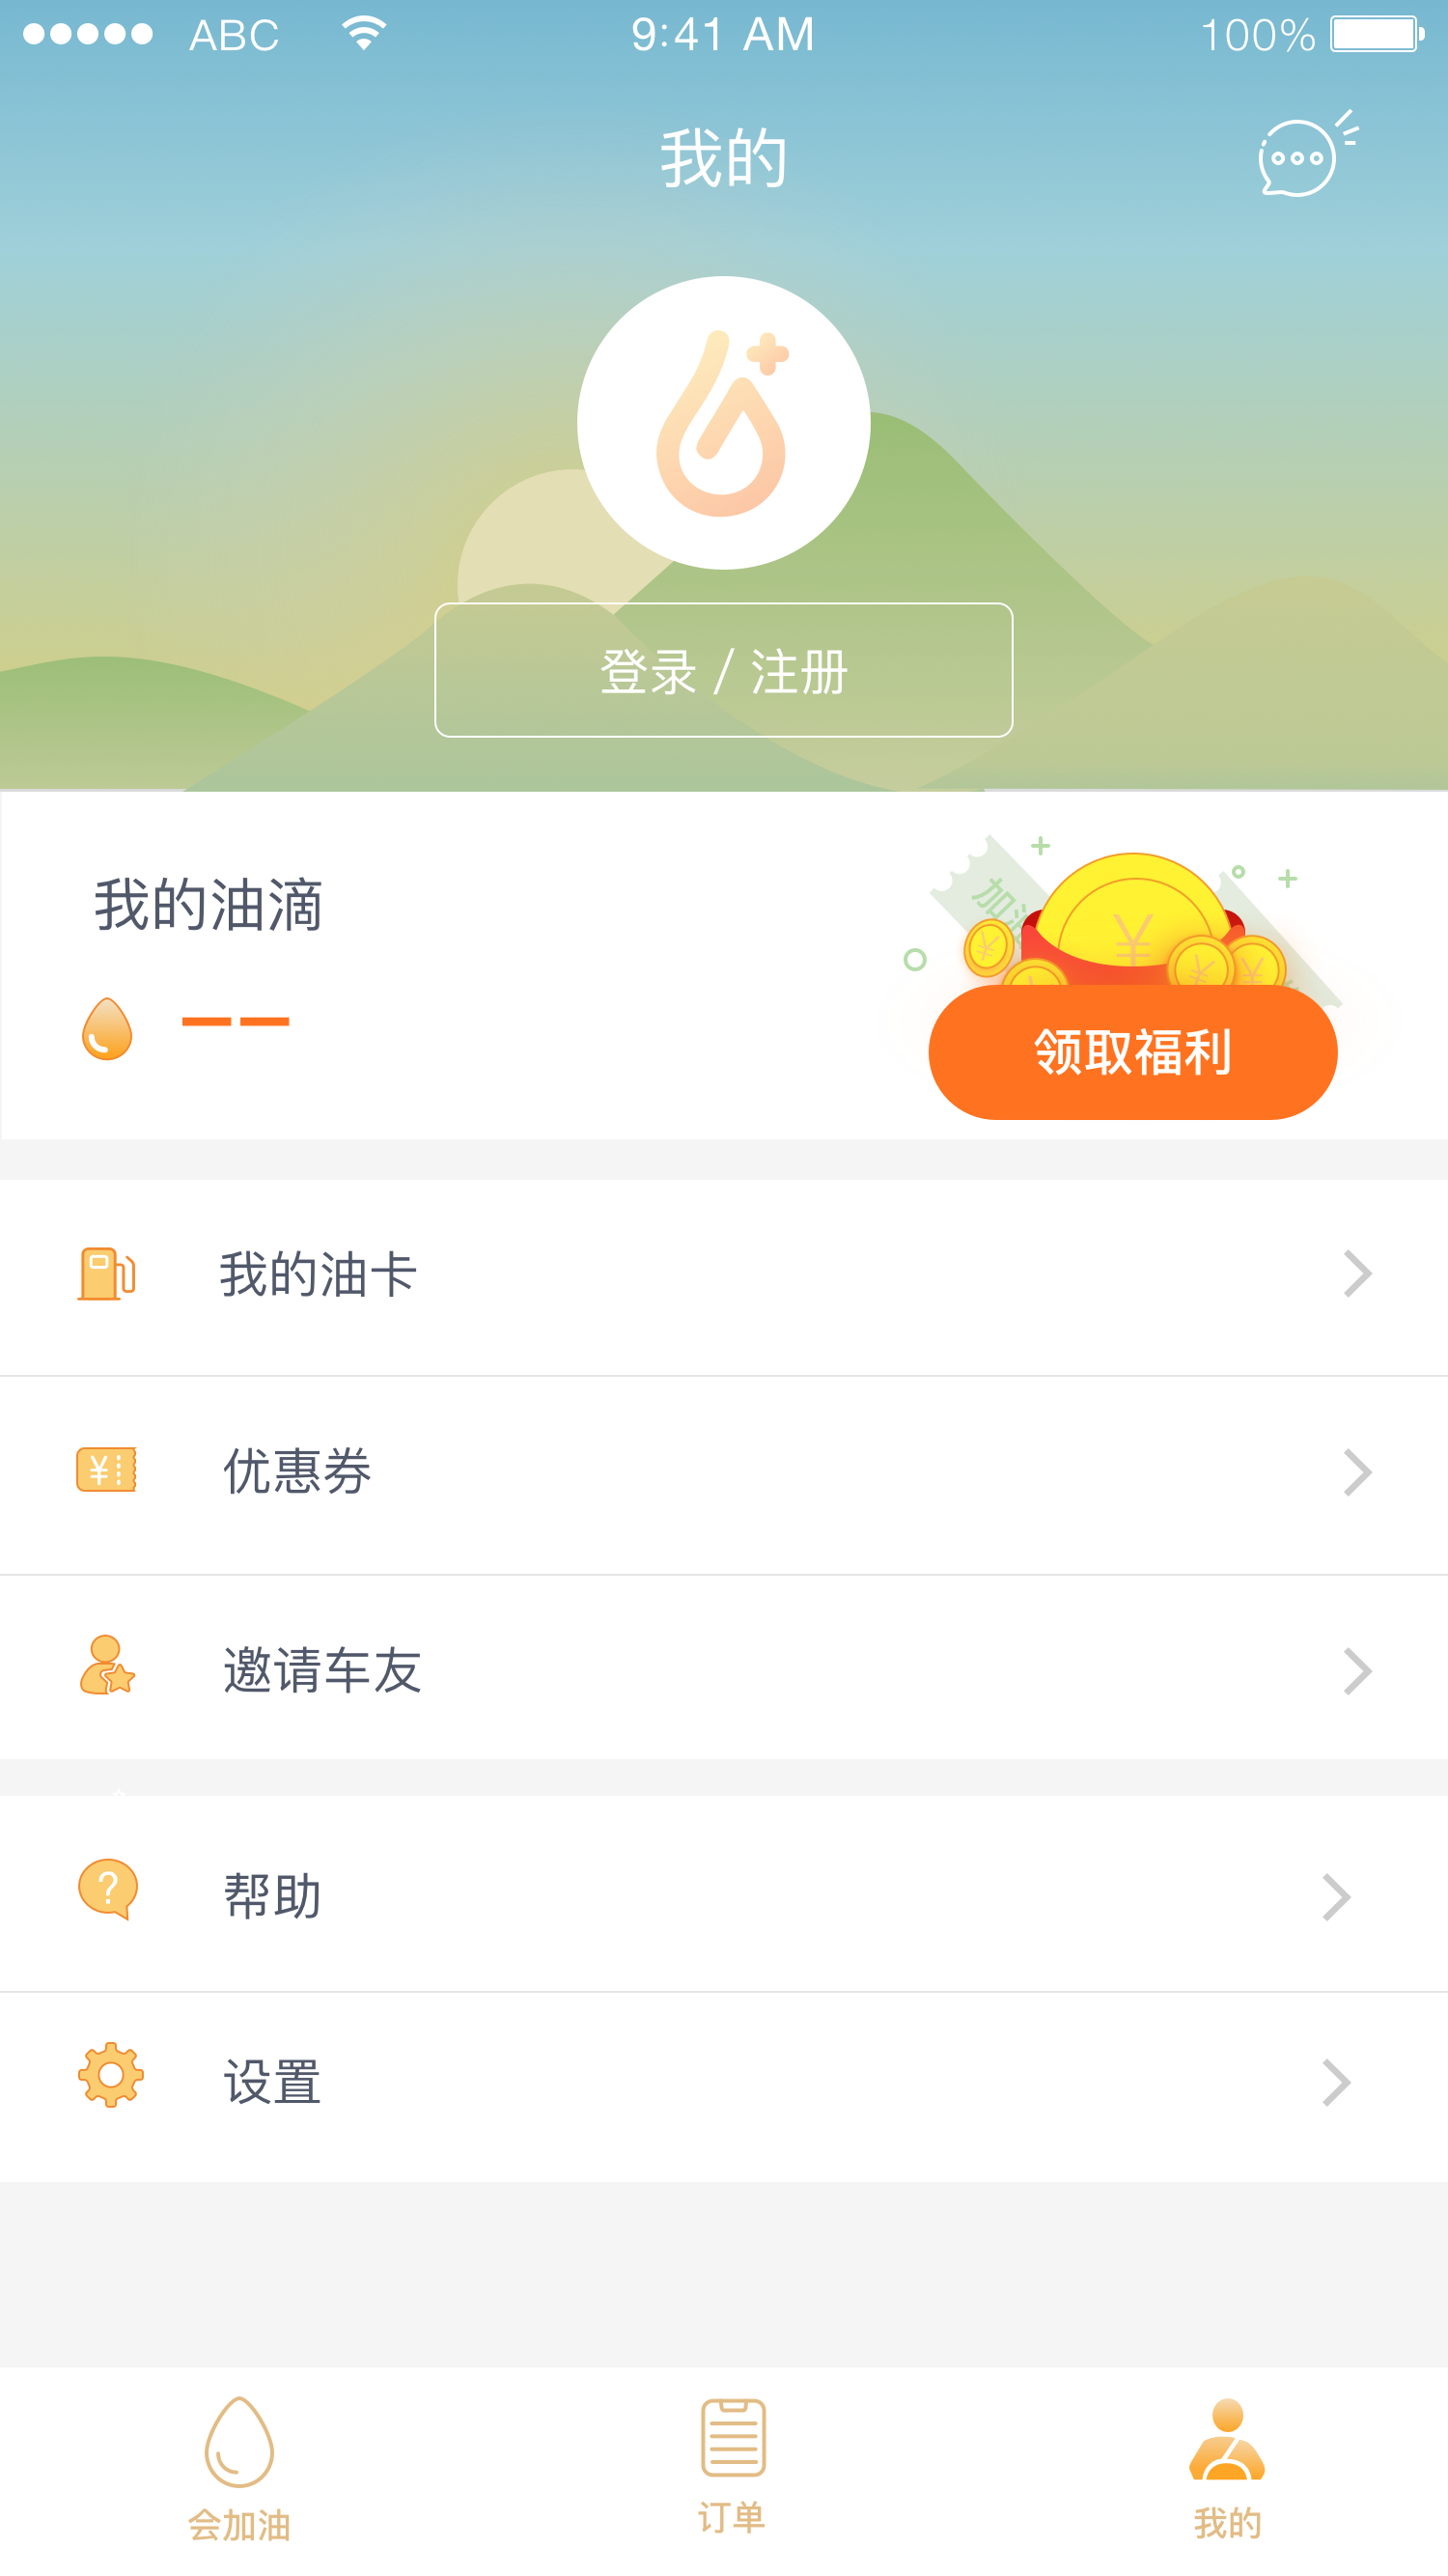 ABC 9:41 AM 100%
我的
登录 / 注册
我的油滴
加油
¥
领取福利
我的油卡
¥ 优惠券
邀请车友
? 帮助
设置
会加油 订单 我的